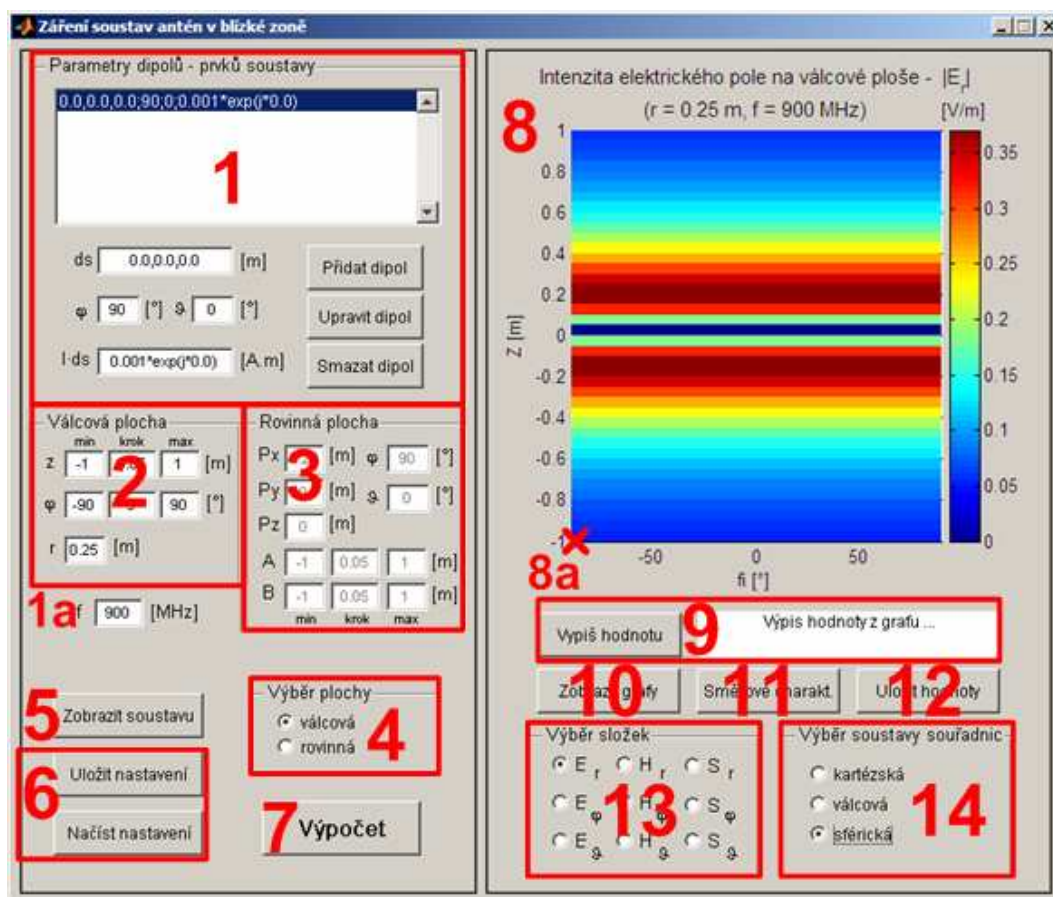 Záření soustav antén v blízké zoně
Parametry dipolů - prvků soustavy
0.0,0.0,0.0;90;0;0.001*exp(j*0.0)
1
ds 0.0,0.0,0.0 [m]
Přidat dipol
φ 90 [°] ϑ 0 [°]
Upravit dipol
I·ds 0.001*exp(j*0.0) [A.m]
Smazat dipol
Válcová plocha
min krok max
z -1 1 [m]
2
φ -90 90 [°]
r 0.25 [m]
Rovinná plocha
Px [m] φ 90 [°]
3
Py [m] ϑ 0 [°]
Pz 0 [m]
A -1 0.05 1 [m]
B -1 0.05 1 [m]
min krok max
1a f 900 [MHz]
5
Zobrazit soustavu
Výběr plochy
válcová
rovinná
4
6
Uložit nastavení
Načíst nastavení
7
Výpočet
Intenzita elektrického pole na válcové ploše - |E_r|
(r = 0.25 m, f = 900 MHz) [V/m]
8
1
0.8
0.6
0.4
0.2
0
-0.2
-0.4
-0.6
-0.8
-1
Z [m]
-50 0 50
fi [°]
8a
0.35
0.3
0.25
0.2
0.15
0.1
0.05
0
Vypiš hodnotu
9
Výpis hodnoty z grafu ...
Zobrazit grafy
10
Směrové charakt.
11
Uložit hodnoty
12
Výběr složek
E_r H_r S_r
E_φ H_φ S_φ
E_ϑ H_ϑ S_ϑ
13
Výběr soustavy souřadnic
kartézská
válcová
sférická
14